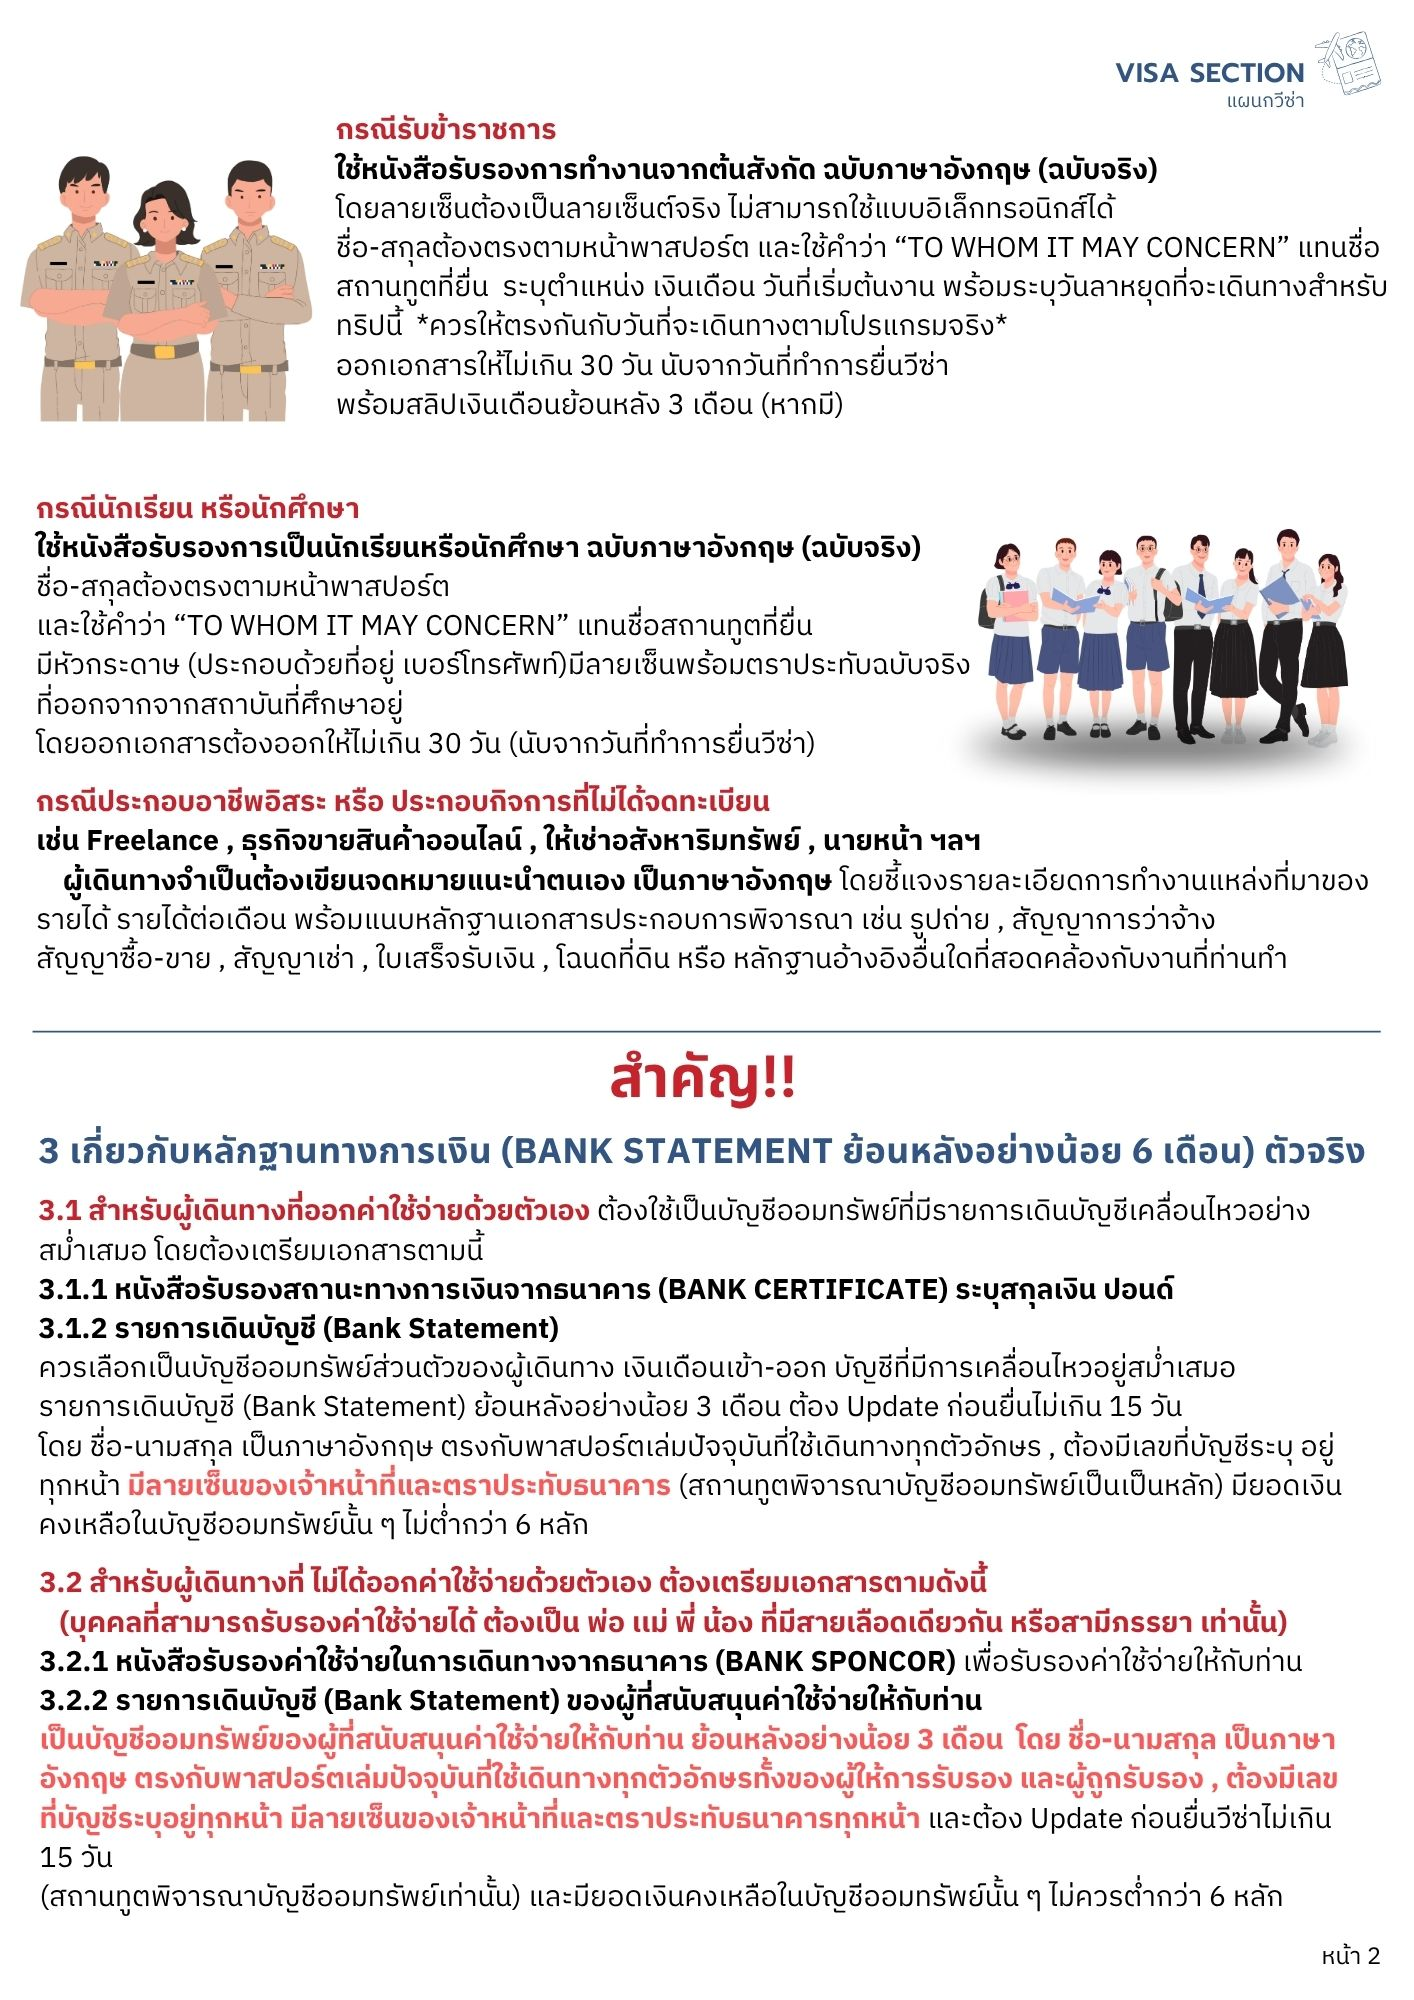 VISA SECTION
แผนกวีซ่า
กรณีรับข้าราชการ
ใช้หนังสือรับรองการทำงานจากต้นสังกัด ฉบับภาษาอังกฤษ (ฉบับจริง)
โดยลายเซ็นต้องเป็นลายเซ็นต์จริง ไม่สามารถใช้แบบอิเล็กทรอนิกส์ได้
ชื่อ-สกุลต้องตรงตามหน้าพาสปอร์ต และใช้คำว่า “TO WHOM IT MAY CONCERN” แทนชื่อ
สถานทูตที่ยื่น ระบุตำแหน่ง เงินเดือน วันที่เริ่มต้นงาน พร้อมระบุวันลาหยุดที่จะเดินทางสำหรับ
ทริปนี้ *ควรให้ตรงกันกับวันที่จะเดินทางตามโปรแกรมจริง*
ออกเอกสารให้ไม่เกิน 30 วัน นับจากวันที่ทำการยื่นวีซ่า
พร้อมสลิปเงินเดือนย้อนหลัง 3 เดือน (หากมี)
กรณีนักเรียน หรือนักศึกษา
ใช้หนังสือรับรองการเป็นนักเรียนหรือนักศึกษา ฉบับภาษาอังกฤษ (ฉบับจริง)
ชื่อ-สกุลต้องตรงตามหน้าพาสปอร์ต
และใช้คำว่า “TO WHOM IT MAY CONCERN” แทนชื่อสถานทูตที่ยื่น
มีหัวกระดาษ (ประกอบด้วยที่อยู่ เบอร์โทรศัพท์)มีลายเซ็นพร้อมตราประทับฉบับจริง
ที่ออกจากจากสถาบันที่ศึกษาอยู่
โดยออกเอกสารต้องออกให้ไม่เกิน 30 วัน (นับจากวันที่ทำการยื่นวีซ่า)
กรณีประกอบอาชีพอิสระ หรือ ประกอบกิจการที่ไม่ได้จดทะเบียน
เช่น Freelance , ธุรกิจขายสินค้าออนไลน์ , ให้เช่าอสังหาริมทรัพย์ , นายหน้า ฯลฯ
ผู้เดินทางจำเป็นต้องเขียนจดหมายแนะนำตนเอง เป็นภาษาอังกฤษ โดยชี้แจงรายละเอียดการทำงานแหล่งที่มาของ
รายได้ รายได้ต่อเดือน พร้อมแนบหลักฐานเอกสารประกอบการพิจารณา เช่น รูปถ่าย , สัญญาการว่าจ้าง
สัญญาซื้อ-ขาย , สัญญาเช่า , ใบเสร็จรับเงิน , โฉนดที่ดิน หรือ หลักฐานอ้างอิงอื่นใดที่สอดคล้องกับงานที่ท่านทำ
สำคัญ!!
3 เกี่ยวกับหลักฐานทางการเงิน (BANK STATEMENT ย้อนหลังอย่างน้อย 6 เดือน) ตัวจริง
3.1 สำหรับผู้เดินทางที่ออกค่าใช้จ่ายด้วยตัวเอง ต้องใช้เป็นบัญชีออมทรัพย์ที่มีรายการเดินบัญชีเคลื่อนไหวอย่าง
สม่ำเสมอ โดยต้องเตรียมเอกสารตามนี้
3.1.1 หนังสือรับรองสถานะทางการเงินจากธนาคาร (BANK CERTIFICATE) ระบุสกุลเงิน ปอนด์
3.1.2 รายการเดินบัญชี (Bank Statement)
ควรเลือกเป็นบัญชีออมทรัพย์ส่วนตัวของผู้เดินทาง เงินเดือนเข้า-ออก บัญชีที่มีการเคลื่อนไหวอยู่สม่ำเสมอ
รายการเดินบัญชี (Bank Statement) ย้อนหลังอย่างน้อย 3 เดือน ต้อง Update ก่อนยื่นไม่เกิน 15 วัน
โดย ชื่อ-นามสกุล เป็นภาษาอังกฤษ ตรงกับพาสปอร์ตเล่มปัจจุบันที่ใช้เดินทางทุกตัวอักษร , ต้องมีเลขที่บัญชีระบุ อยู่
ทุกหน้า มีลายเซ็นของเจ้าหน้าที่และตราประทับธนาคาร (สถานทูตพิจารณาบัญชีออมทรัพย์เป็นเป็นหลัก) มียอดเงิน
คงเหลือในบัญชีออมทรัพย์นั้น ๆ ไม่ต่ำกว่า 6 หลัก
3.2 สำหรับผู้เดินทางที่ ไม่ได้ออกค่าใช้จ่ายด้วยตัวเอง ต้องเตรียมเอกสารตามดังนี้
(บุคคลที่สามารถรับรองค่าใช้จ่ายได้ ต้องเป็น พ่อ แม่ พี่ น้อง ที่มีสายเลือดเดียวกัน หรือสามีภรรยา เท่านั้น)
3.2.1 หนังสือรับรองค่าใช้จ่ายในการเดินทางจากธนาคาร (BANK SPONCOR) เพื่อรับรองค่าใช้จ่ายให้กับท่าน
3.2.2 รายการเดินบัญชี (Bank Statement) ของผู้ที่สนับสนุนค่าใช้จ่ายให้กับท่าน
เป็นบัญชีออมทรัพย์ของผู้ที่สนับสนุนค่าใช้จ่ายให้กับท่าน ย้อนหลังอย่างน้อย 3 เดือน โดย ชื่อ-นามสกุล เป็นภาษา
อังกฤษ ตรงกับพาสปอร์ตเล่มปัจจุบันที่ใช้เดินทางทุกตัวอักษรทั้งของผู้ให้การรับรอง และผู้ถูกรับรอง , ต้องมีเลข
ที่บัญชีระบุอยู่ทุกหน้า มีลายเซ็นของเจ้าหน้าที่และตราประทับธนาคารทุกหน้า และต้อง Update ก่อนยื่นวีซ่าไม่เกิน
15 วัน
(สถานทูตพิจารณาบัญชีออมทรัพย์เท่านั้น) และมียอดเงินคงเหลือในบัญชีออมทรัพย์นั้น ๆ ไม่ควรต่ำกว่า 6 หลัก
หน้า 2